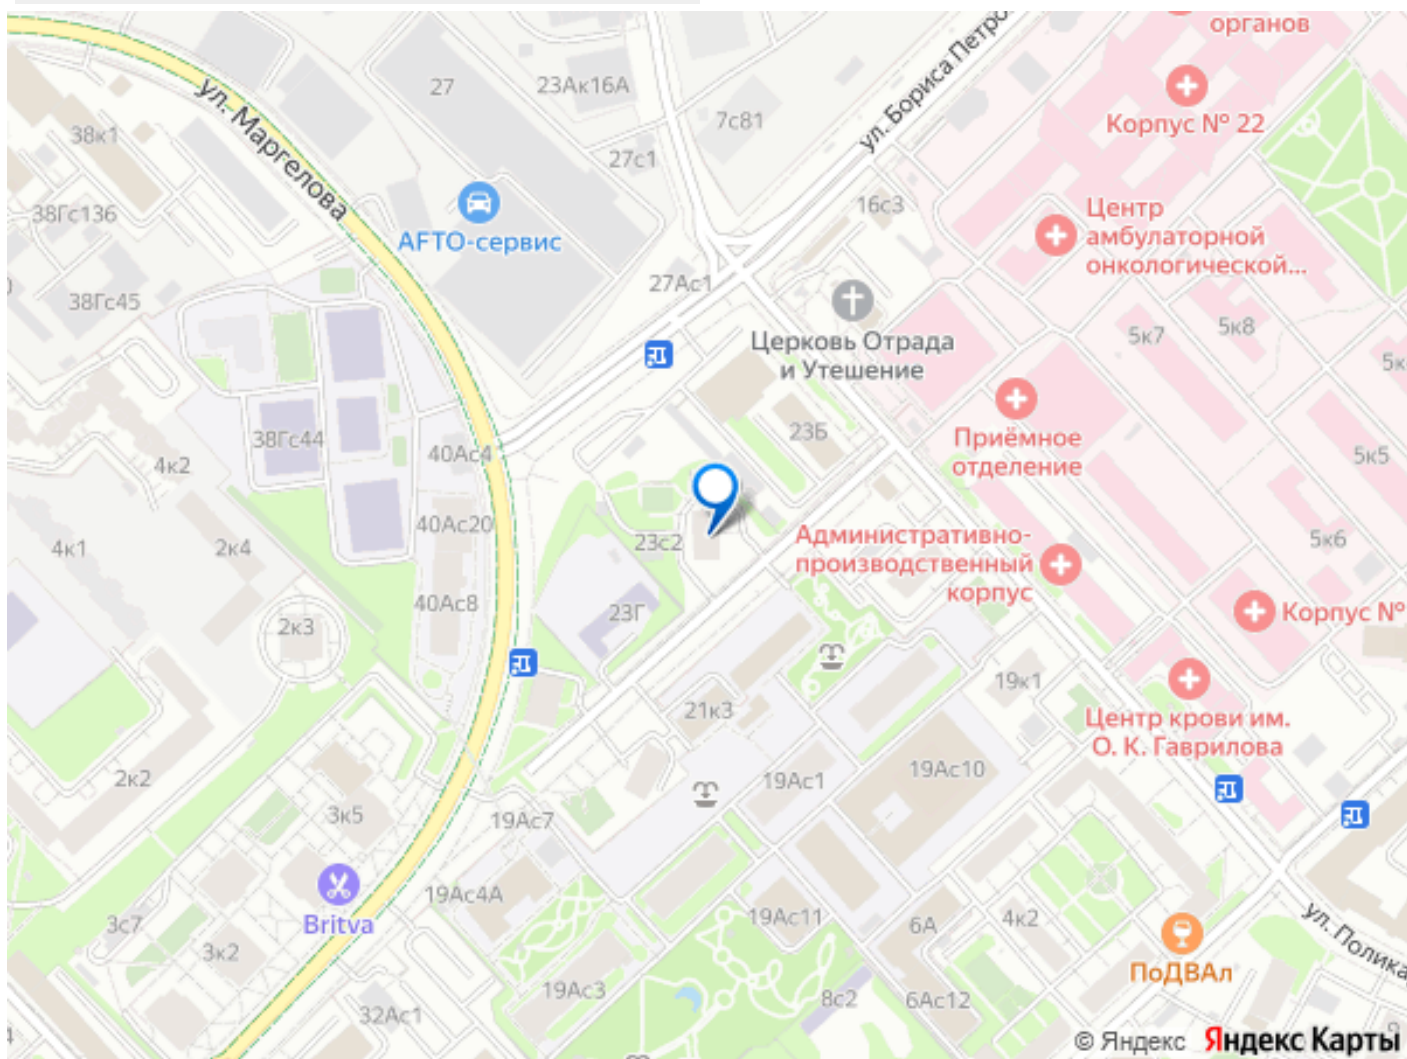 органов
Корпус № 22
ул. Бориса Петро
ул. Маргелова
27
23Ак16А
7с81
38к1
27с1
38Гс136
АFTO-сервис
16с3
Центр
амбулаторной
онкологической...
27Ас1
38Гс45
Церковь Отрада
и Утешение
5к7
5к8
5к
38Гс44
40Ас4
23Б
Приёмное
отделение
5к5
4к2
40Ас20
23с2
Административно-
производственный
корпус
5к6
4к1
2к4
40Ас8
23Г
Корпус №
2к3
19к1
21к3
Центр крови им.
О. К. Гаврилова
2к2
19Ас1
19Ас10
3к5
19Ас7
Britva
19Ас4А
19Ас11
6А
4к2
ул. Полика
3с7
3к2
ПоДВАл
19Ас3
8с2
6Ас12
32Ас1
© Яндекс Яндекс Карты